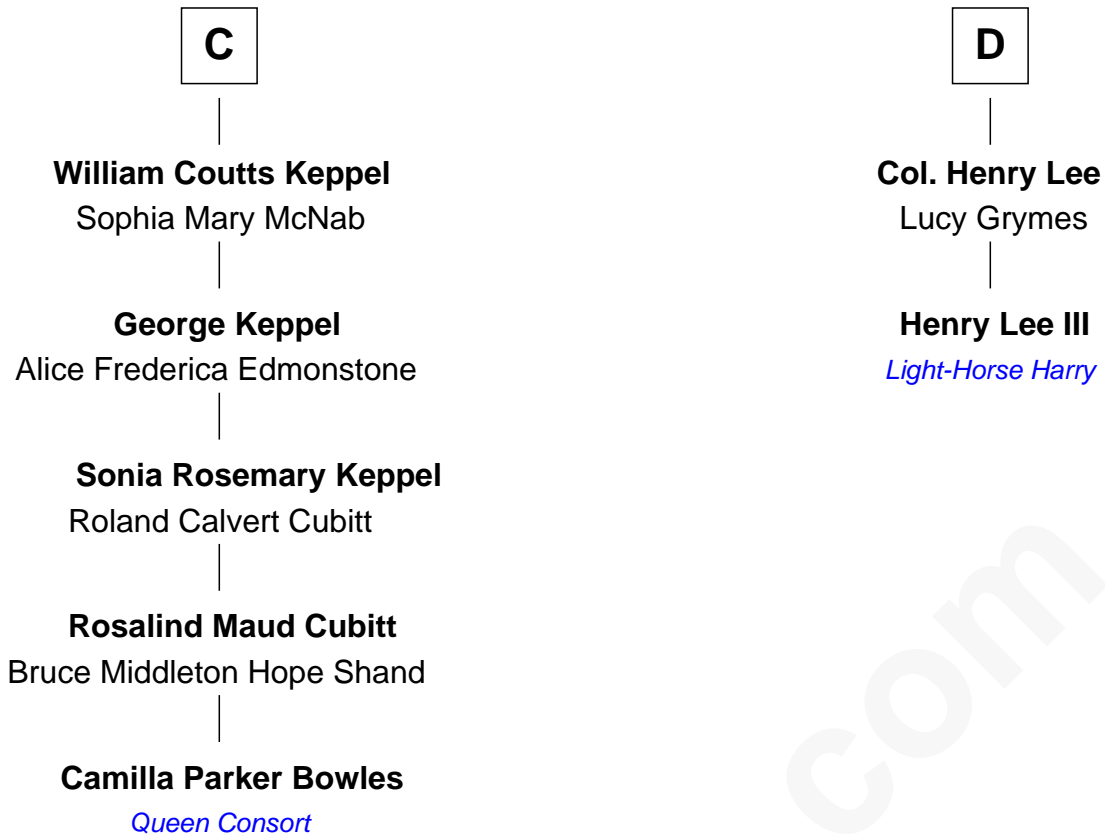 C
William Coutts Keppel
Sophia Mary McNab
George Keppel
Alice Frederica Edmonstone
Sonia Rosemary Keppel
Roland Calvert Cubitt
Rosalind Maud Cubitt
Bruce Middleton Hope Shand
Camilla Parker Bowles
Queen Consort
D
Col. Henry Lee
Lucy Grymes
Henry Lee III
Light-Horse Harry
com